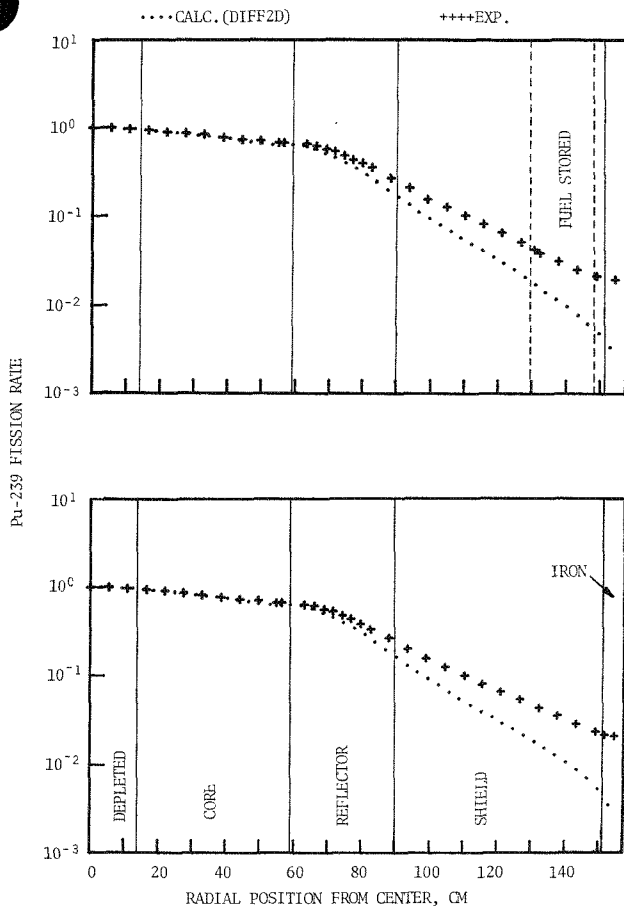 ····CALC.(DIFF2D) ++++EXP.
10¹
10⁰
10⁻¹
10⁻²
10⁻³
FUEL STORED
Pu-239 FISSION RATE
10¹
10⁰
10⁻¹
10⁻²
10⁻³
IRON
DEPLETED
CORE
REFLECTOR
SHIELD
0 20 40 60 80 100 120 140
RADIAL POSITION FROM CENTER, CM